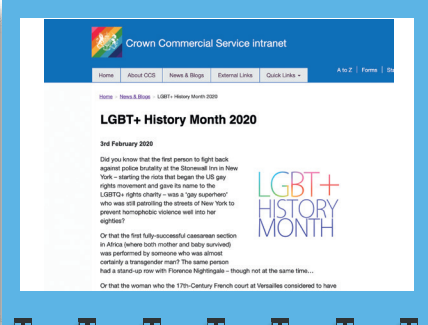 Crown Commercial Service intranet
A to Z | Forms | Sta
Home About CCS News & Blogs External Links Quick Links
Home › News & Blogs › LGBT+ History Month 2020
LGBT+ History Month 2020
3rd February 2020
Did you know that the first person to fight back
against police brutality at the Stonewall Inn in New
York – starting the riots that began the US gay
rights movement and gave its name to the
LGBTQ+ rights charity – was a 'gay superhero'
who was still patrolling the streets of New York to
prevent homophobic violence well into her
eighties?
LGBT+
HISTORY
MONTH
Or that the first fully-successful caesarean section
in Africa (where both mother and baby survived)
was performed by someone who was almost
certainly a transgender man? The same person
had a stand-up row with Florence Nightingale – though not at the same time...
Or that the woman who the 17th-Century French court at Versailles considered to have